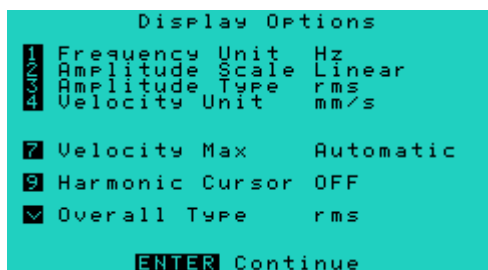 Display Options
1 Frequency Unit Hz
2 Amplitude Scale Linear
3 Amplitude Type rms
4 Velocity Unit mm/s
7 Velocity Max Automatic
9 Harmonic Cursor OFF
Overall Type rms
ENTER Continue